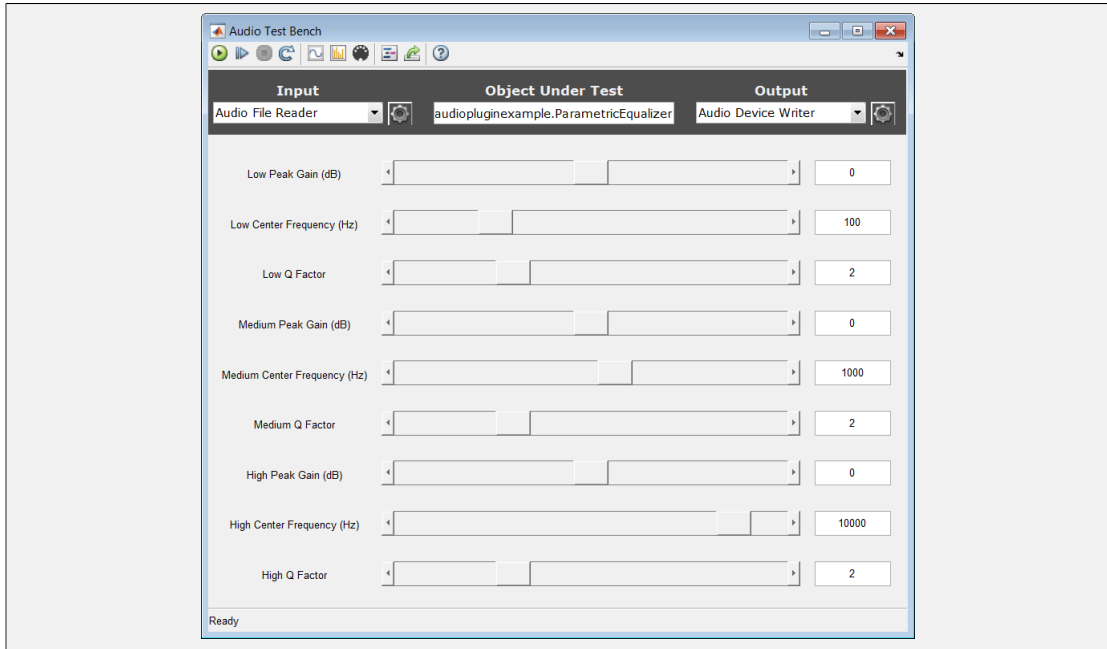 Audio Test Bench
Input Object Under Test Output
Audio File Reader audiopluginexample.ParametricEqualizer Audio Device Writer
Low Peak Gain (dB) 0
Low Center Frequency (Hz) 100
Low Q Factor 2
Medium Peak Gain (dB) 0
Medium Center Frequency (Hz) 1000
Medium Q Factor 2
High Peak Gain (dB) 0
High Center Frequency (Hz) 10000
High Q Factor 2
Ready